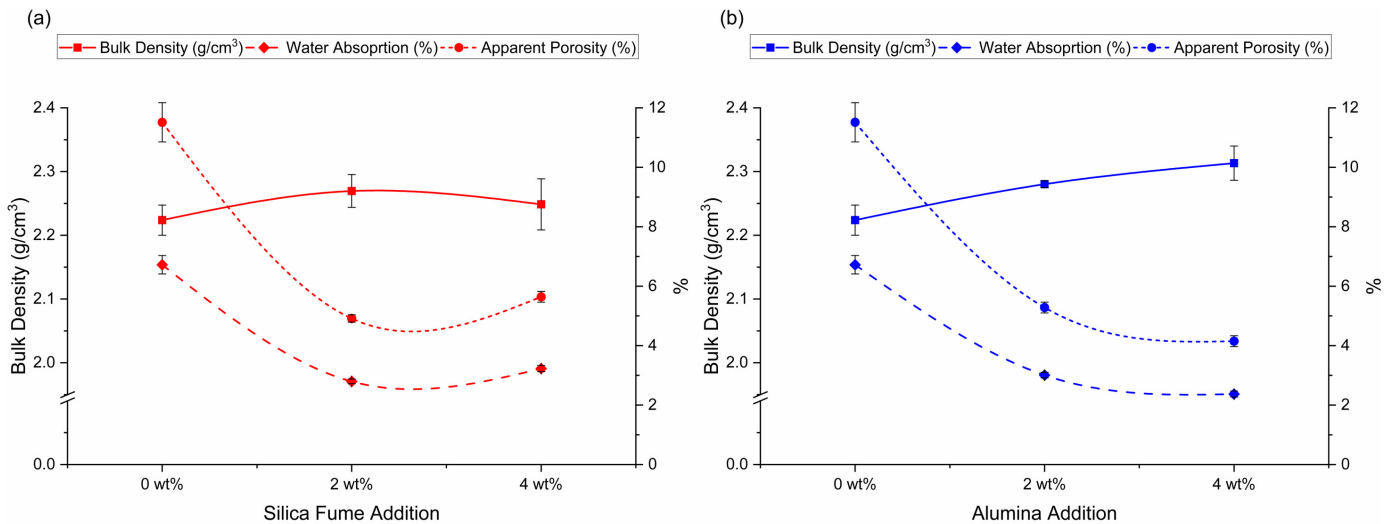 (a)
Bulk Density (g/cm³) Water Absoprtion (%) Apparent Porosity (%)
2.4
2.3
2.2
2.1
2.0
0.0
Bulk Density (g/cm³)
12
10
8
6
4
2
0
%
0 wt% 2 wt% 4 wt%
Silica Fume Addition
(b)
Bulk Density (g/cm³) Water Absoprtion (%) Apparent Porosity (%)
2.4
2.3
2.2
2.1
2.0
0.0
Bulk Density (g/cm³)
12
10
8
6
4
2
0
%
0 wt% 2 wt% 4 wt%
Alumina Addition